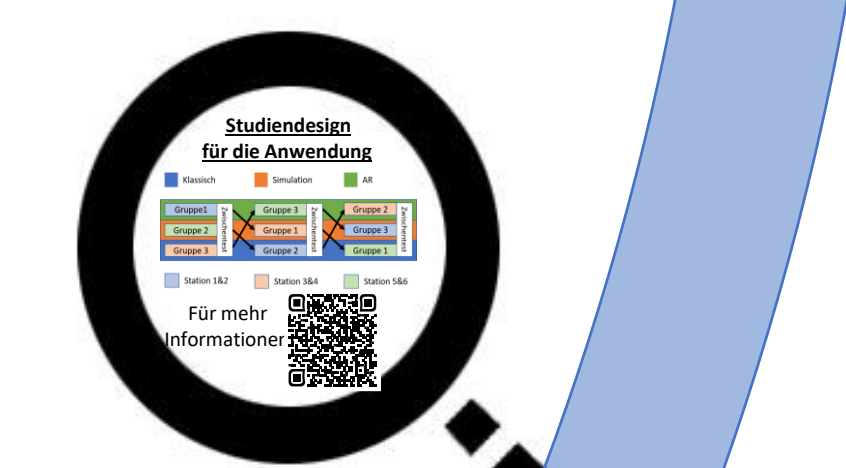 Studiendesign
für die Anwendung
Klassisch Simulation AR
Gruppe1 Zwischentest Gruppe 3 Zwischentest Gruppe 2 Zwischentest
Gruppe 2 Gruppe 1 Gruppe 3
Gruppe 3 Gruppe 2 Gruppe 1
Station 1&2 Station 3&4 Station 5&6
Für mehr
Informationen